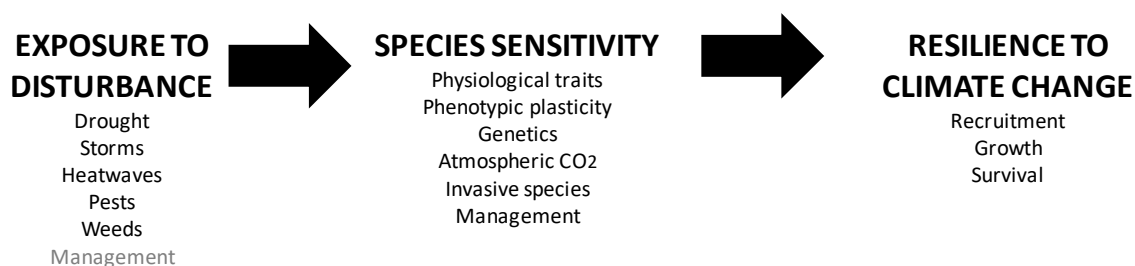 EXPOSURE TO
DISTURBANCE
Drought
Storms
Heatwaves
Pests
Weeds
Management
SPECIES SENSITIVITY
Physiological traits
Phenotypic plasticity
Genetics
Atmospheric CO2
Invasive species
Management
RESILIENCE TO
CLIMATE CHANGE
Recruitment
Growth
Survival